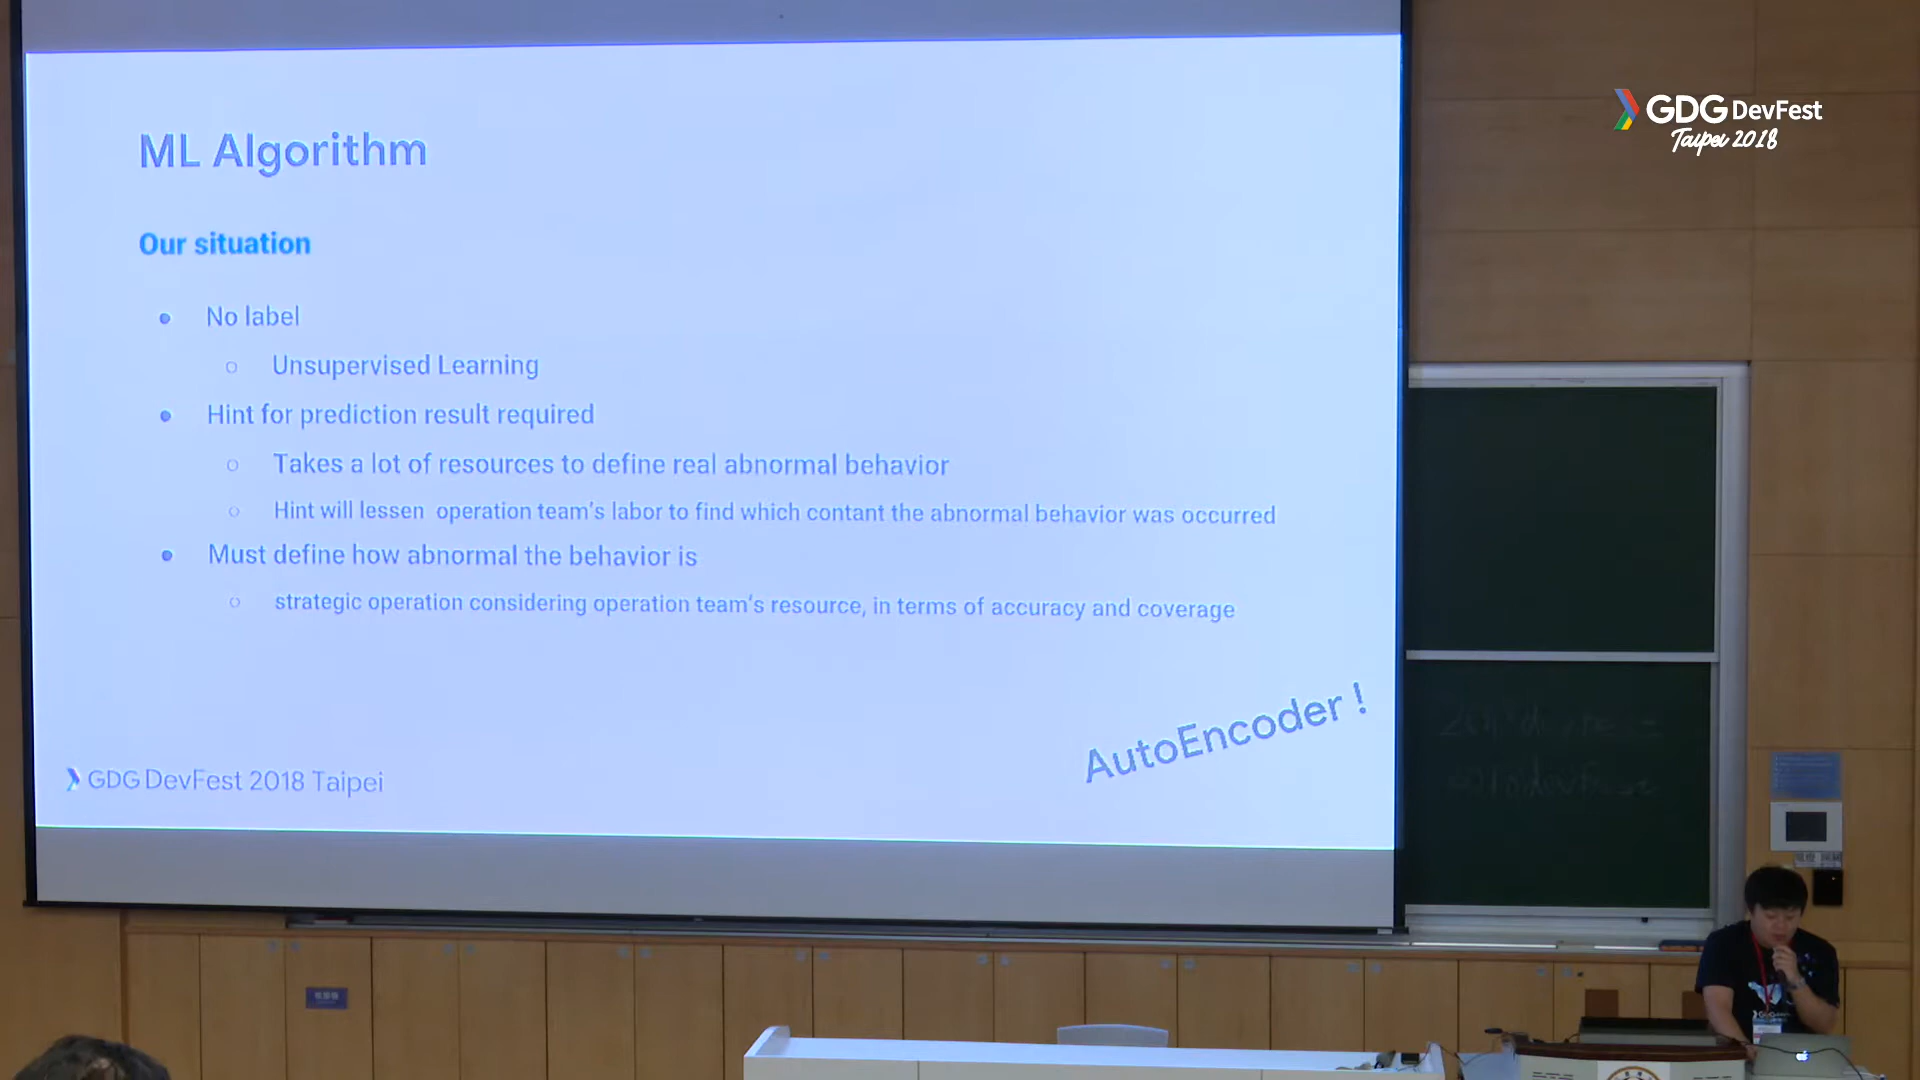 GDG DevFest
Taipei 2018
ML Algorithm
Our situation
No label
Unsupervised Learning
Hint for prediction result required
Takes a lot of resources to define real abnormal behavior
Hint will lessen operation team's labor to find which contant the abnormal behavior was occurred
Must define how abnormal the behavior is
strategic operation considering operation team's resource, in terms of accuracy and coverage
AutoEncoder !
GDG DevFest 2018 Taipei